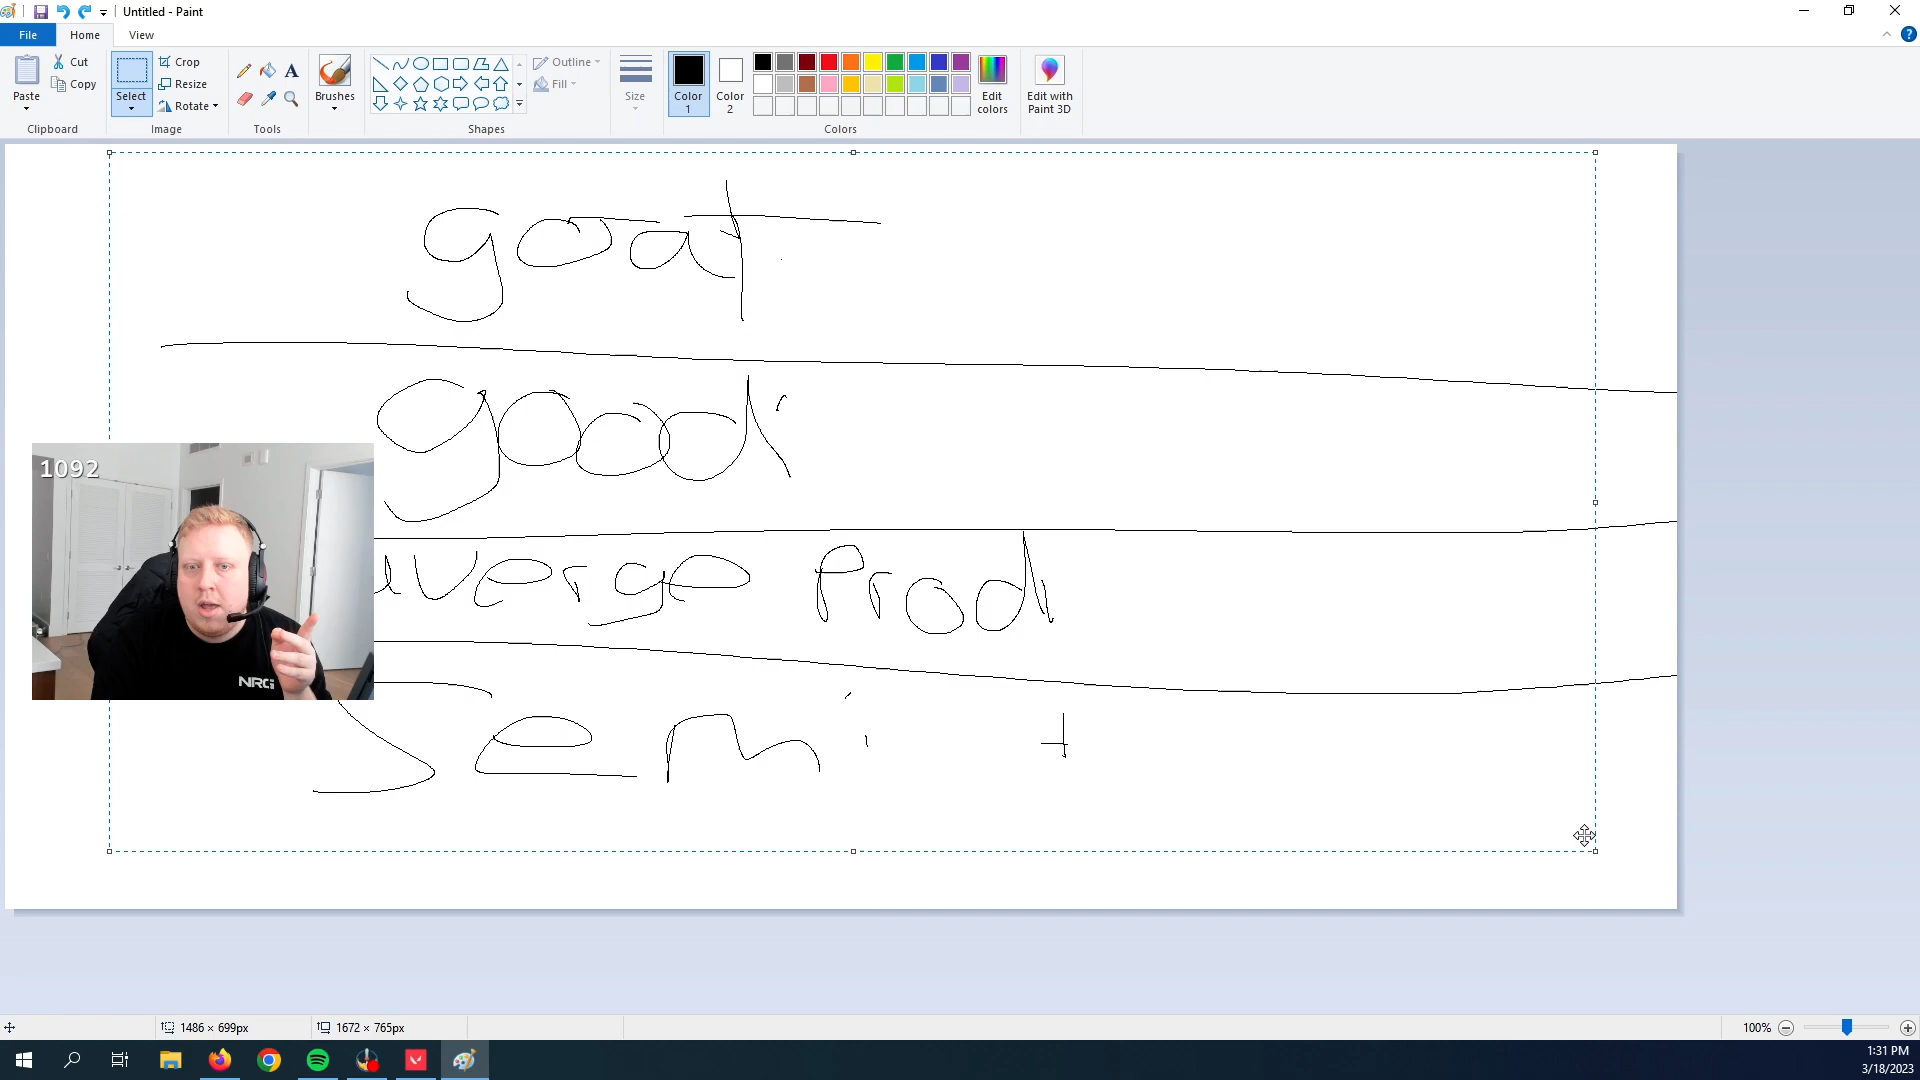 Untitled - Paint
File Home View
Paste
Cut
Copy
Clipboard
Select
Crop
Resize
Rotate
Image
Tools
Brushes
Shapes
Outline
Fill
Size
Color 1
Color 2
Colors
Edit colors
Edit with Paint 3D
goat
good
average Prod
semi
1092
NRG
1486 × 699px
1672 × 765px
100%
1:31 PM
3/18/2023